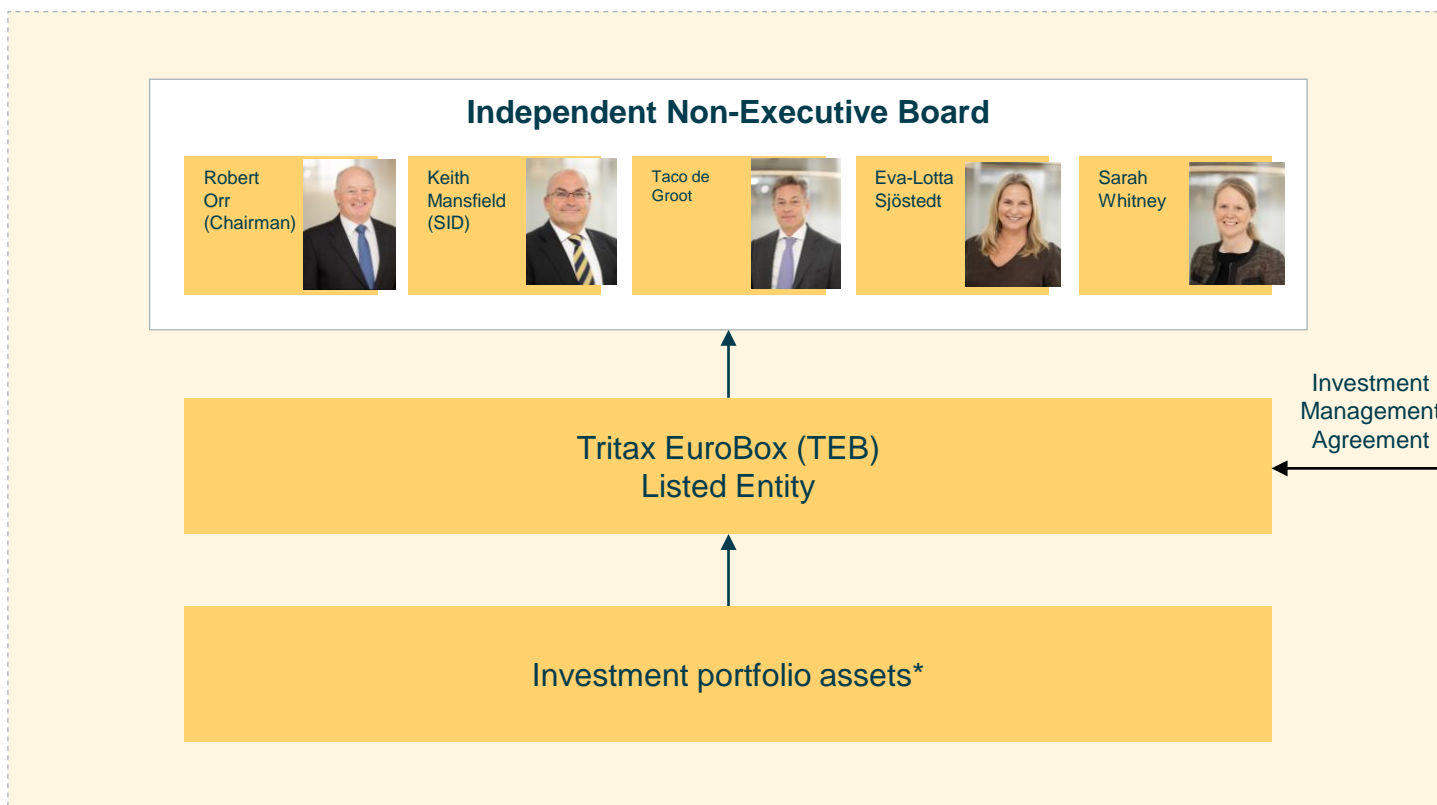 Independent Non-Executive Board
Robert
Orr
(Chairman)
Keith
Mansfield
(SID)
Taco de
Groot
Eva-Lotta
Sjöstedt
Sarah
Whitney
Investment
Management
Agreement
Tritax EuroBox (TEB)
Listed Entity
Investment portfolio assets*